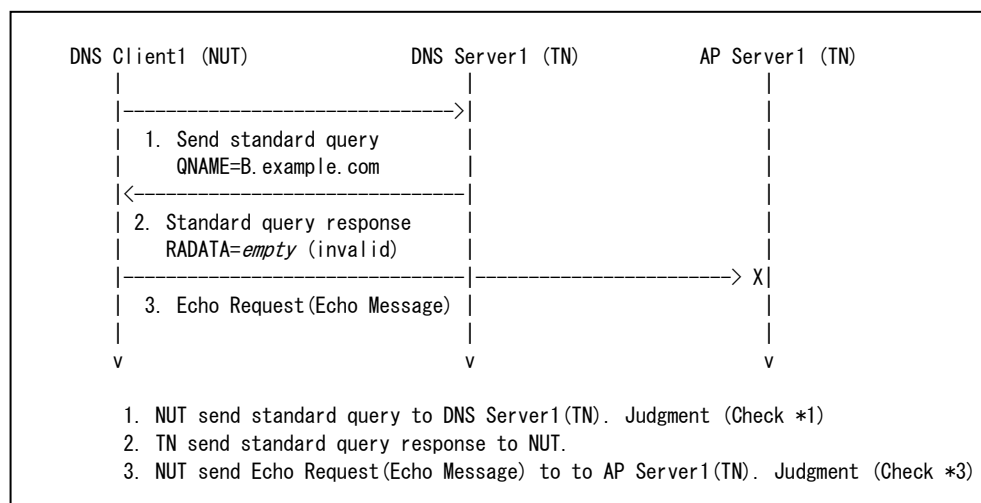 DNS Client1 (NUT) DNS Server1 (TN) AP Server1 (TN)
1. Send standard query
QNAME=B.example.com
2. Standard query response
RADATA=empty (invalid)
X
3. Echo Request(Echo Message)
v v v
1. NUT send standard query to DNS Server1(TN). Judgment (Check *1)
2. TN send standard query response to NUT.
3. NUT send Echo Request(Echo Message) to to AP Server1(TN). Judgment (Check *3)